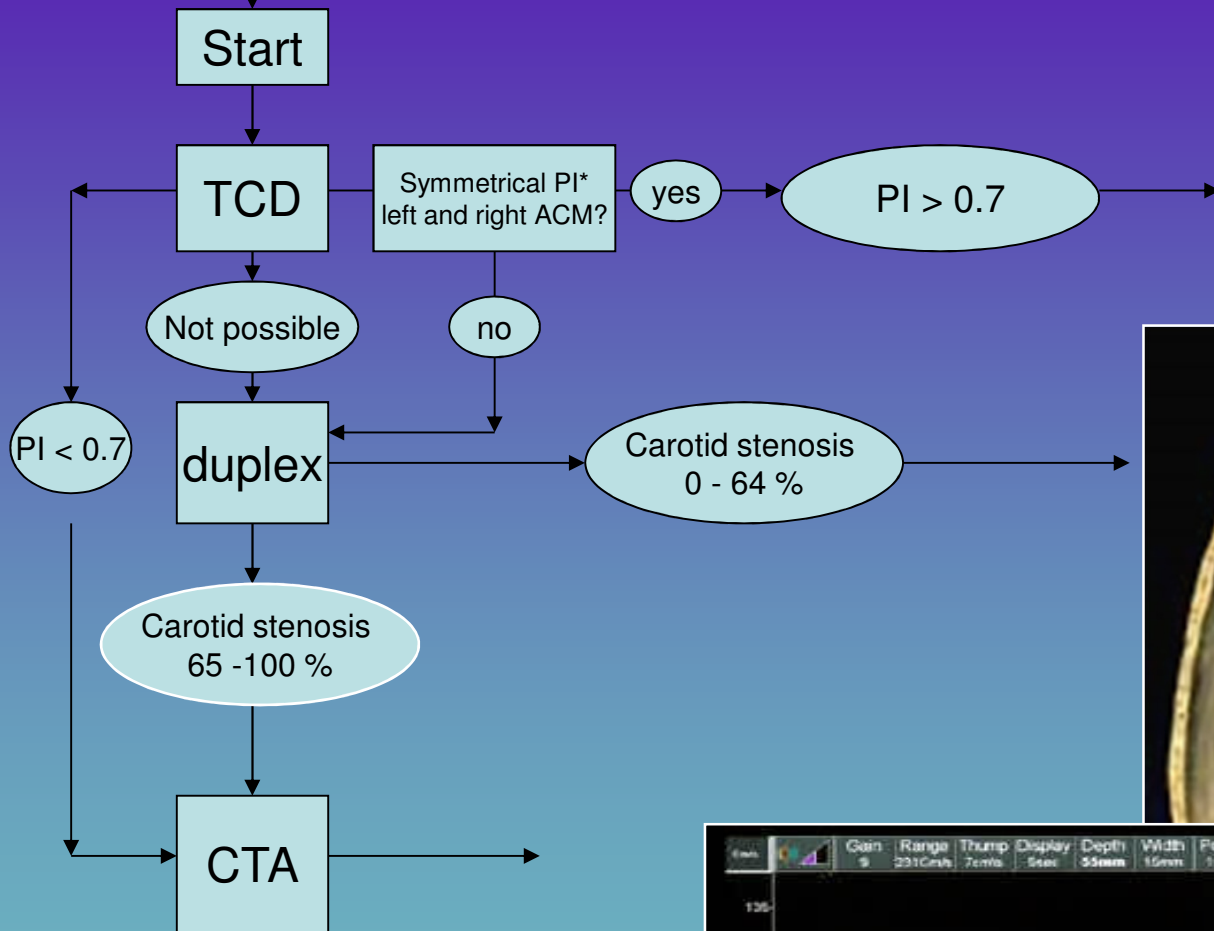 Start
TCD
Symmetrical PI*
left and right ACM?
yes
PI > 0.7
Not possible
no
PI < 0.7
duplex
Carotid stenosis
0 - 64 %
Carotid stenosis
65 -100 %
CTA
Gain Range Thump Display Depth Width
9 231Cm/s 7cm/s 5sec 55mm 15mm
135-